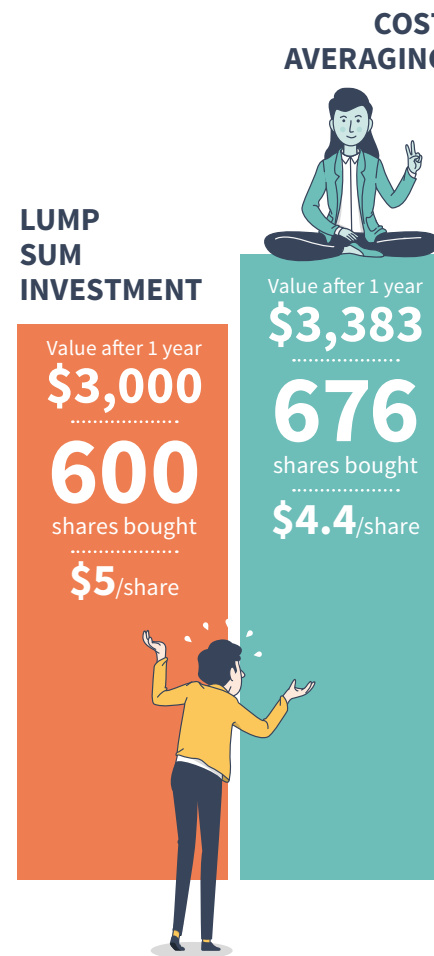 LUMP
SUM
INVESTMENT
Value after 1 year
$3,000
600
shares bought
$5/share
AVERAGING
Value after 1 year
$3,383
676
shares bought
$4.4/share